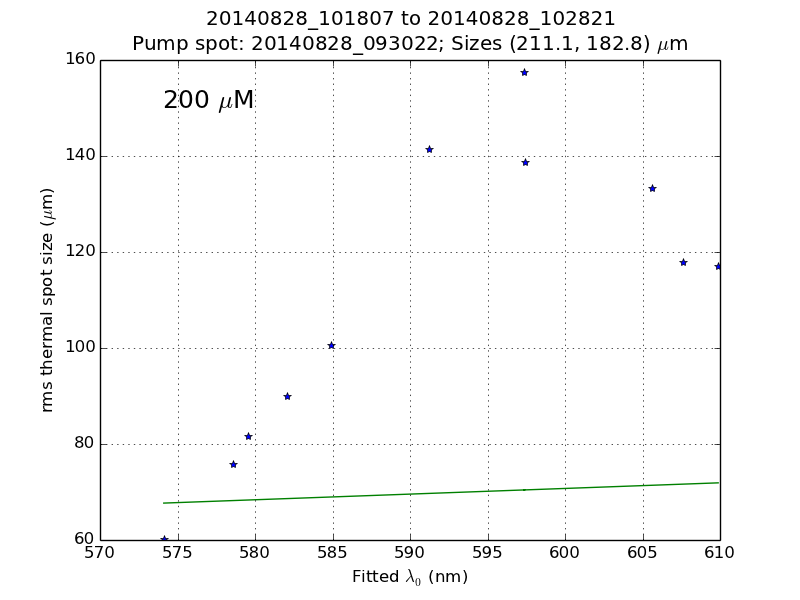 20140828_101807 to 20140828_102821
Pump spot: 20140828_093022; Sizes (211.1, 182.8) μm
200 μM
rms thermal spot size (μm)
160
140
120
100
80
60
570 575 580 585 590 595 600 605 610
Fitted λ₀ (nm)